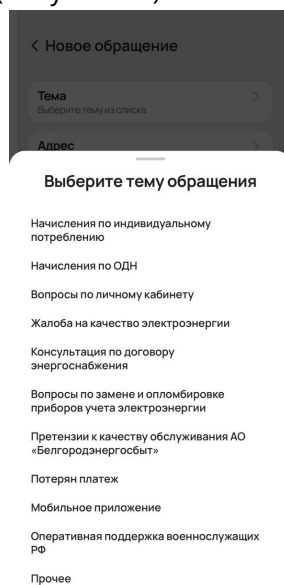 < Новое обращение
Тема
Выберите тему из списка
Адрес
Выберите тему обращения
Начисления по индивидуальному
потреблению
Начисления по ОДН
Вопросы по личному кабинету
Жалоба на качество электроэнергии
Консультация по договору
энергоснабжения
Вопросы по замене и опломбировке
приборов учета электроэнергии
Претензии к качеству обслуживания АО
«Белгородэнергосбыт»
Потерян платеж
Мобильное приложение
Оперативная поддержка военнослужащих
РФ
Прочее